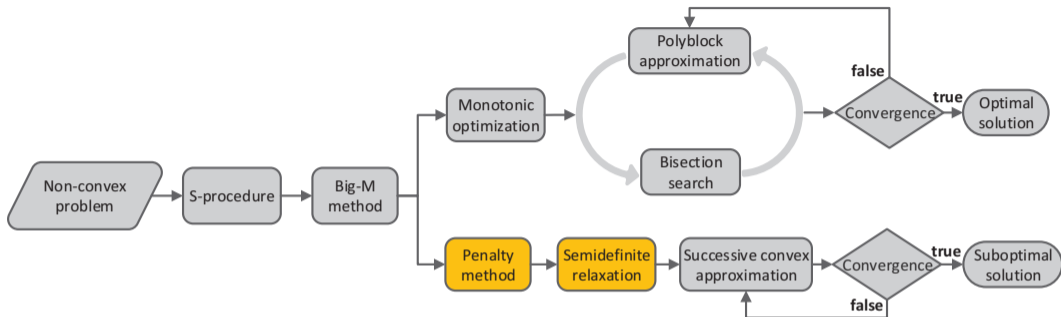 Polyblock
approximation
false
Monotonic
optimization
Convergence
true
Optimal
solution
Bisection
search
Non-convex
problem
S-procedure
Big-M
method
Penalty
method
Semidefinite
relaxation
Successive convex
approximation
Convergence
true
Suboptimal
solution
false